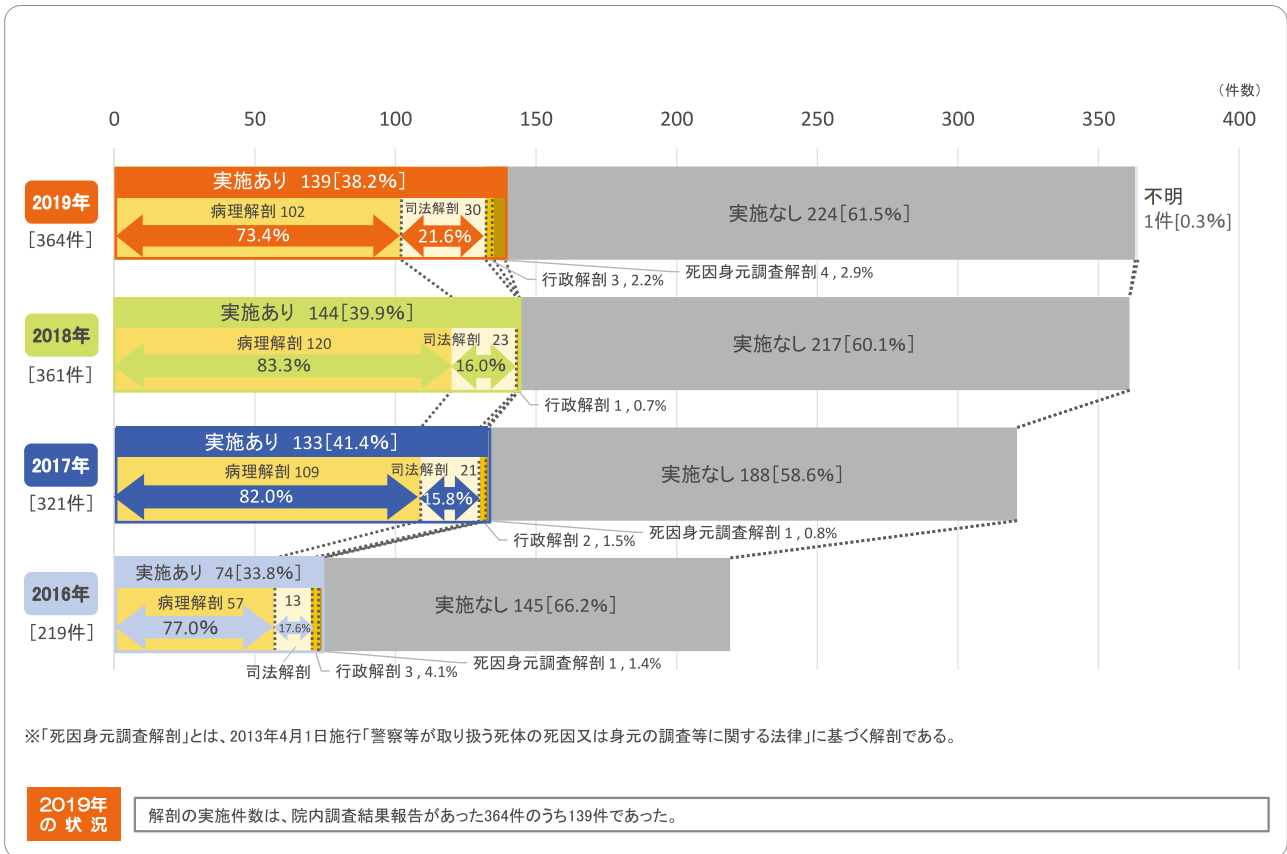 (件数)
0 50 100 150 200 250 300 350 400
2019年
[364件]
実施あり 139[38.2%]
病理解剖 102
73.4%
司法解剖 30
21.6%
実施なし 224[61.5%]
不明
1件[0.3%]
行政解剖 3 , 2.2%
死因身元調査解剖 4 , 2.9%
2018年
[361件]
実施あり 144[39.9%]
病理解剖 120
83.3%
司法解剖 23
16.0%
実施なし 217[60.1%]
行政解剖 1 , 0.7%
2017年
[321件]
実施あり 133[41.4%]
病理解剖 109
82.0%
司法解剖 21
15.8%
実施なし 188[58.6%]
行政解剖 2 , 1.5%
死因身元調査解剖 1 , 0.8%
2016年
[219件]
実施あり 74[33.8%]
病理解剖 57
77.0%
13
17.6%
実施なし 145[66.2%]
司法解剖
行政解剖 3 , 4.1%
死因身元調査解剖 1 , 1.4%
※「死因身元調査解剖」とは、2013年4月1日施行「警察等が取り扱う死体の死因又は身元の調査等に関する法律」に基づく解剖である。
2019年
の 状 況
解剖の実施件数は、院内調査結果報告があった364件のうち139件であった。